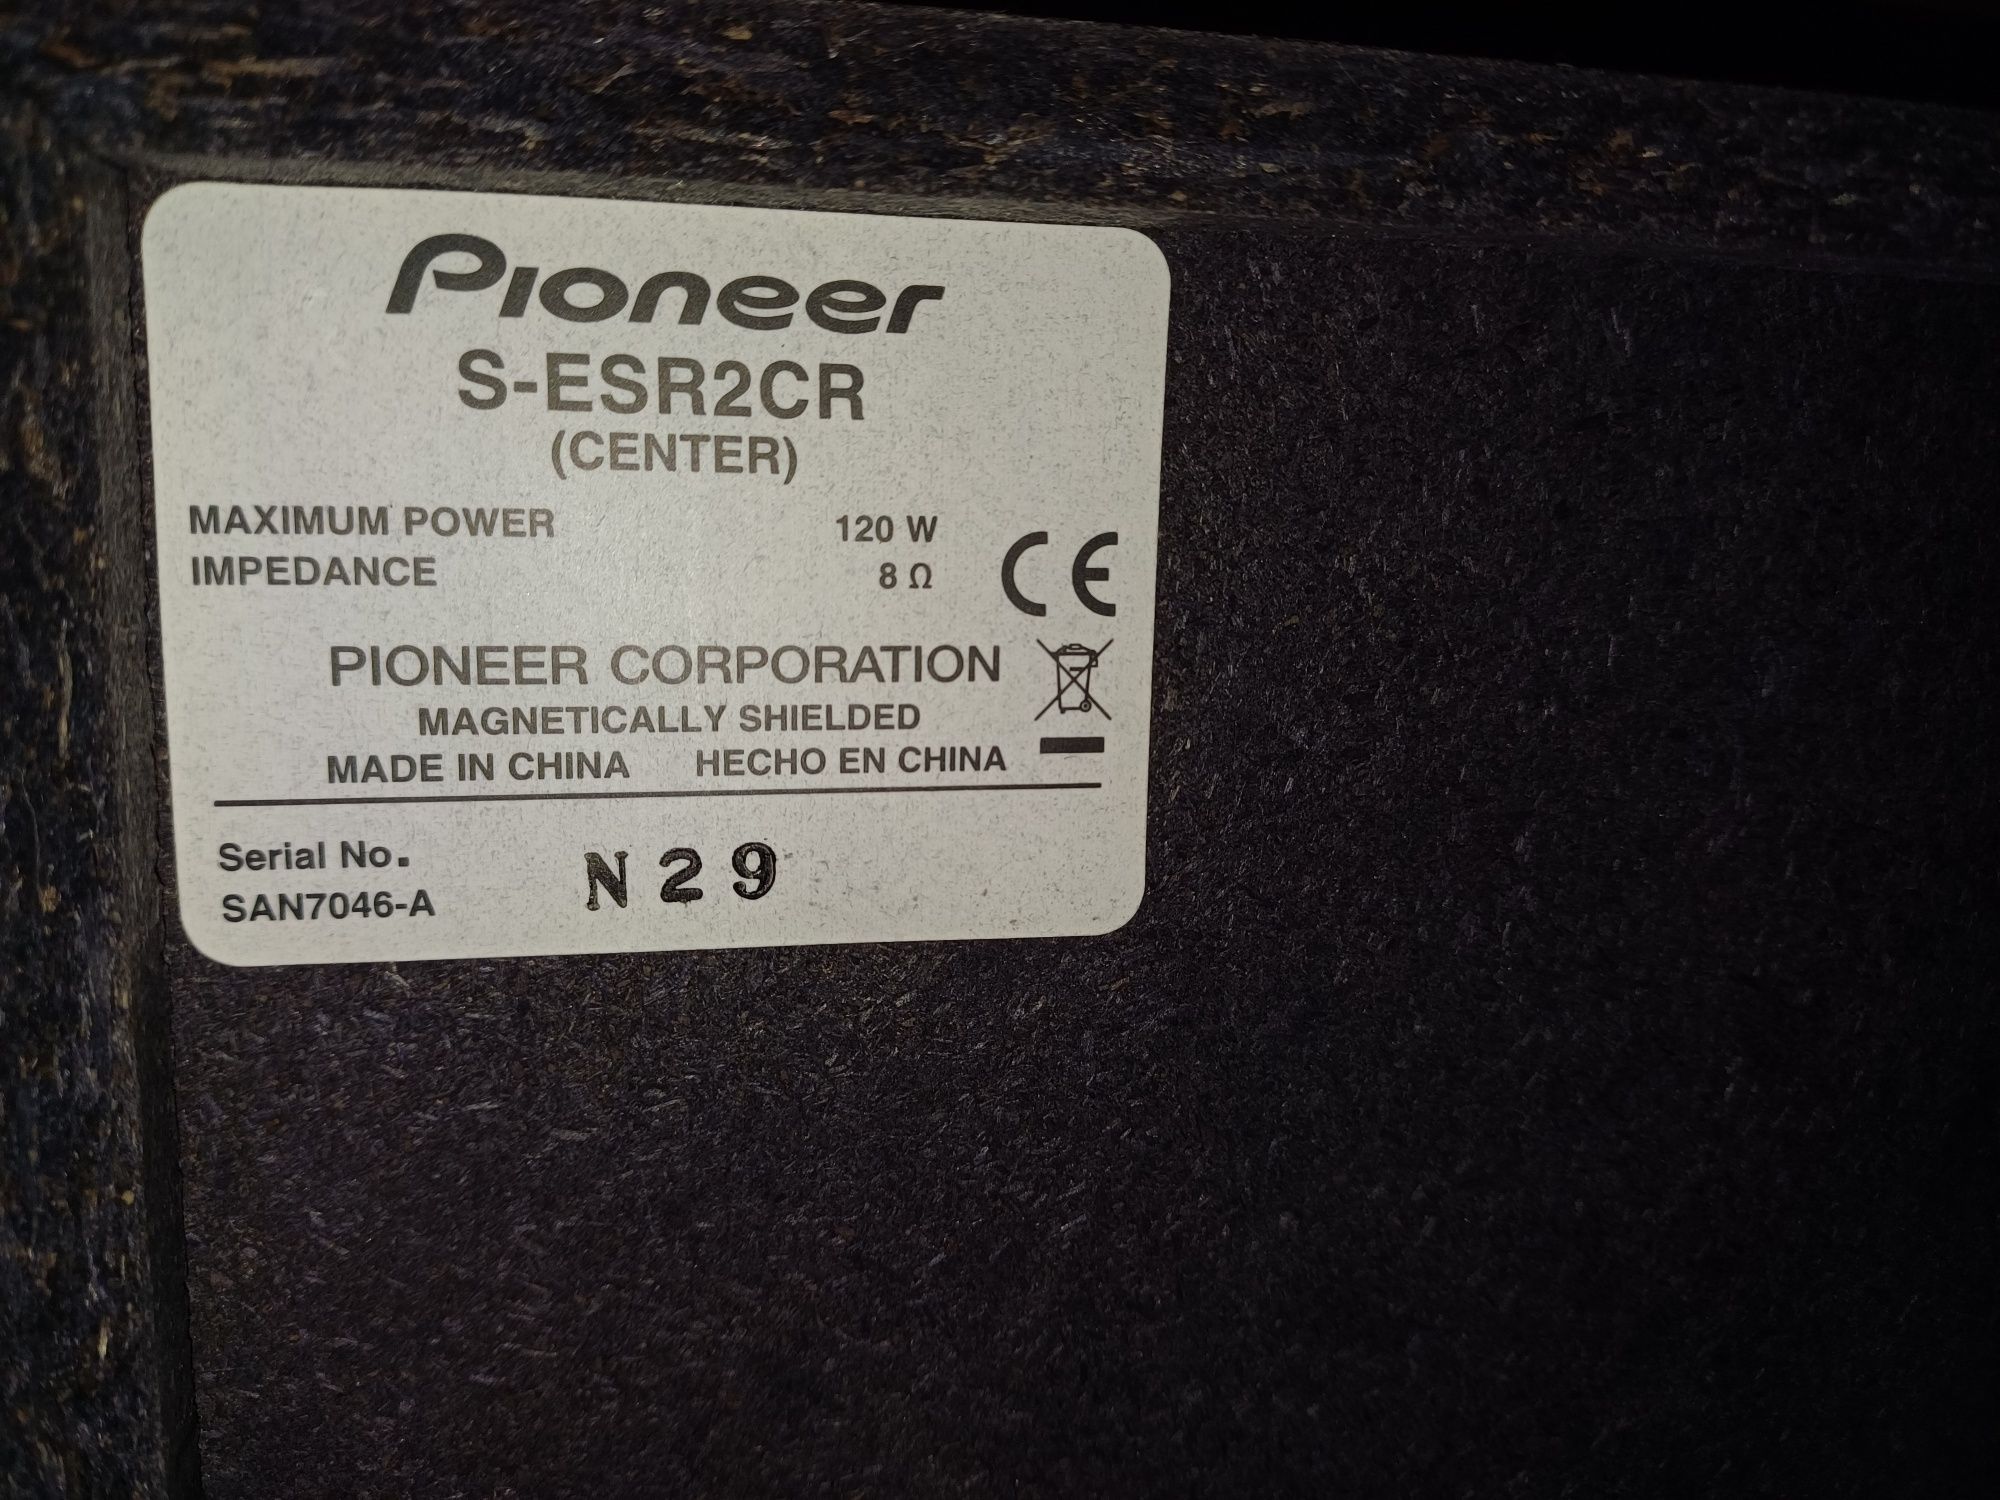 Pioneer
S-ESR2CR
(CENTER)
MAXIMUM POWER 120 W
IMPEDANCE 8 Ω
CE
PIONEER CORPORATION
MAGNETICALLY SHIELDED
MADE IN CHINA HECHO EN CHINA
Serial No.
SAN7046-A N29